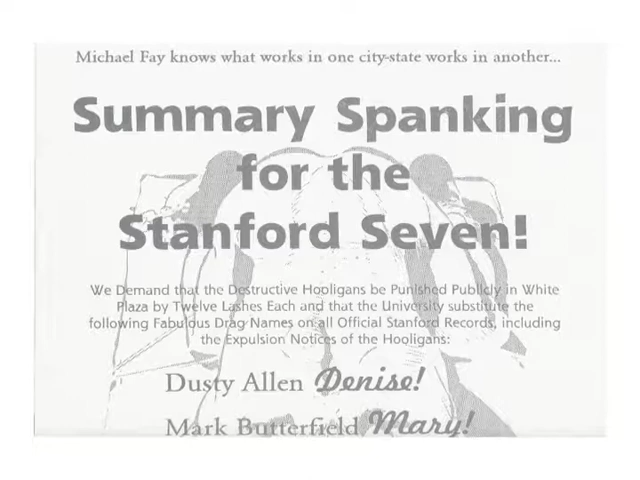 Michael Fay knows what works in one city-state works in another...
Summary Spanking
for the
Stanford Seven!
We Demand that the Destructive Hooligans be Punished Publicly in White
Plaza by Twelve Lashes Each and that the University substitute the
following Fabulous Drag Names on all Official Stanford Records, including
the Expulsion Notices of the Hooligans:
Dusty Allen Denise!
Mark Butterfield Mary!